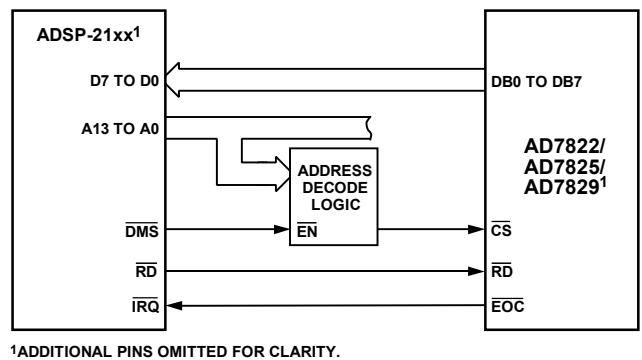 ADSP-21xx¹
D7 TO D0
DB0 TO DB7
A13 TO A0
AD7822/
AD7825/
AD7829¹
ADDRESS
DECODE
LOGIC
DMS
EN
CS
RD
RD
IRQ
EOC
¹ADDITIONAL PINS OMITTED FOR CLARITY.